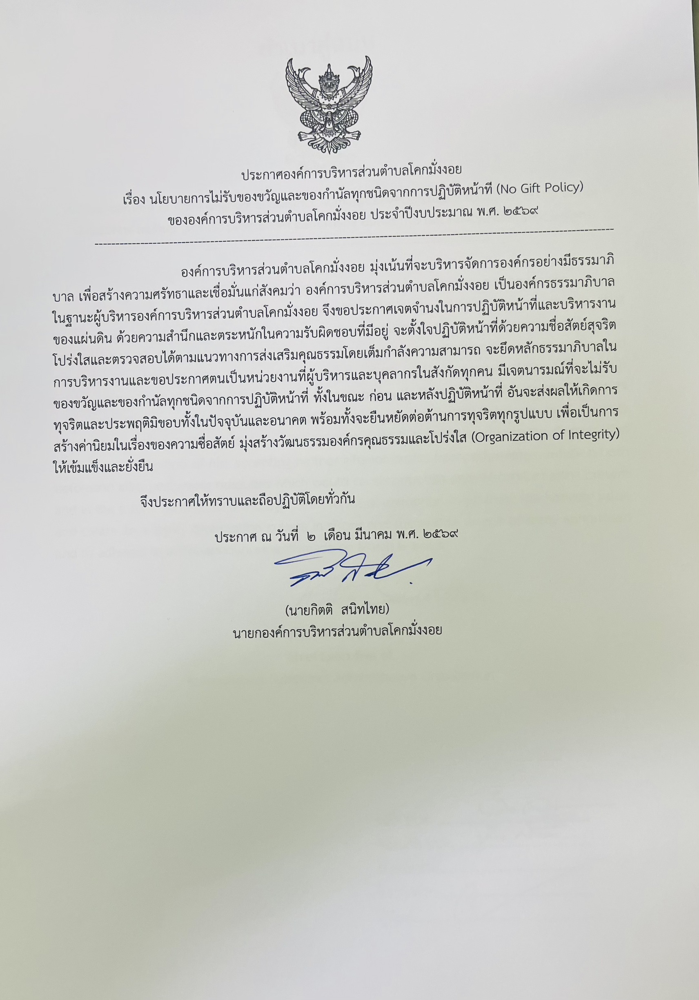 ประกาศองค์การบริหารส่วนตำบลโคกมั่งงอย
เรื่อง นโยบายการไม่รับของขวัญและของกำนัลทุกชนิดจากการปฏิบัติหน้าที (No Gift Policy)
ขององค์การบริหารส่วนตำบลโคกมั่งงอย ประจำปีงบประมาณ พ.ศ. ๒๕๖๙
องค์การบริหารส่วนตำบลโคกมั่งงอย มุ่งเน้นที่จะบริหารจัดการองค์กรอย่างมีธรรมาภิ
บาล เพื่อสร้างความศรัทธาและเชื่อมั่นแก่สังคมว่า องค์การบริหารส่วนตำบลโคกมั่งงอย เป็นองค์กรธรรมาภิบาล
ในฐานะผู้บริหารองค์การบริหารส่วนตำบลโคกมั่งงอย จึงขอประกาศเจตจำนงในการปฏิบัติหน้าที่และบริหารงาน
ของแผ่นดิน ด้วยความสำนึกและตระหนักในความรับผิดชอบที่มีอยู่ จะตั้งใจปฏิบัติหน้าที่ด้วยความชื่อสัตย์สุจริต
โปร่งใสและตรวจสอบได้ตามแนวทางการส่งเสริมคุณธรรมโดยเต็มกำลังความสามารถ จะยึดหลักธรรมาภิบาลใน
การบริหารงานและขอประกาศตนเป็นหน่วยงานที่ผู้บริหารและบุคลากรในสังกัดทุกคน มีเจตนารมณ์ที่จะไม่รับ
ของขวัญและของกำนัลทุกชนิดจากการปฏิบัติหน้าที่ ทั้งในขณะ ก่อน และหลังปฏิบัติหน้าที่ อันจะส่งผลให้เกิดการ
ทุจริตและประพฤติมิขอบทั้งในปัจจุบันและอนาคต พร้อมทั้งจะยืนหยัดต่อต้านการทุจริตทุกรูปแบบ เพื่อเป็นการ
สร้างค่านิยมในเรื่องของความซื่อสัตย์ มุ่งสร้างวัฒนธรรมองค์กรคุณธรรมและโปร่งใส (Organization of Integrity)
ให้เข้มแข็งและยั่งยืน
จึงประกาศให้ทราบและถือปฏิบัติโดยทั่วกัน
ประกาศ ณ วันที่ ๒ เดือน มีนาคม พ.ศ. ๒๕๖๙
(นายกิตติ สนิทไทย)
นายกองค์การบริหารส่วนตำบลโคกมั่งงอย